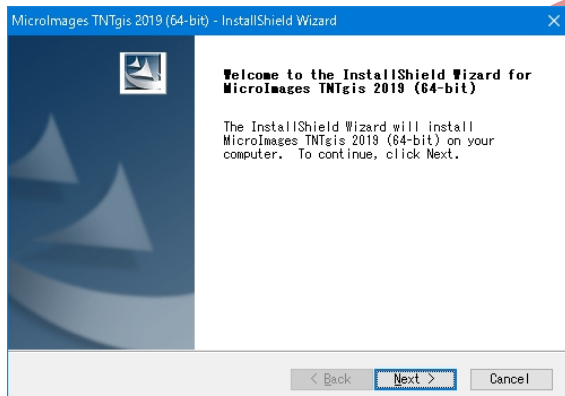 MicroImages TNTgis 2019 (64-bit) - InstallShield Wizard
Welcome to the InstallShield Wizard for
MicroImages TNTgis 2019 (64-bit)
The InstallShield Wizard will install
MicroImages TNTgis 2019 (64-bit) on your
computer.  To continue, click Next.
< Back Next > Cancel